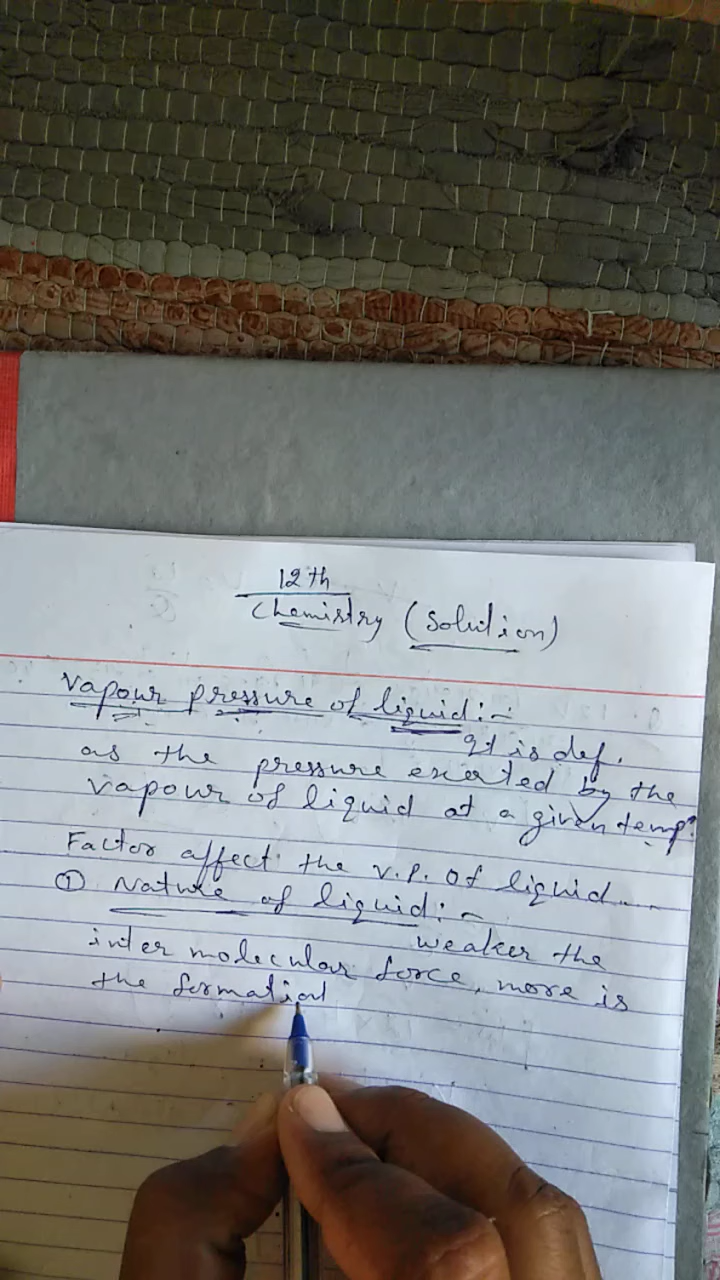 12th
Chemistry (Solution)
Vapour pressure of liquid:-
It is def.
as the pressure exerted by the
vapour of liquid at a given temp.
Factor affect the v.p. of liquid....
① Nature of liquid:-
weaker the
inter molecular force, more is
the formation